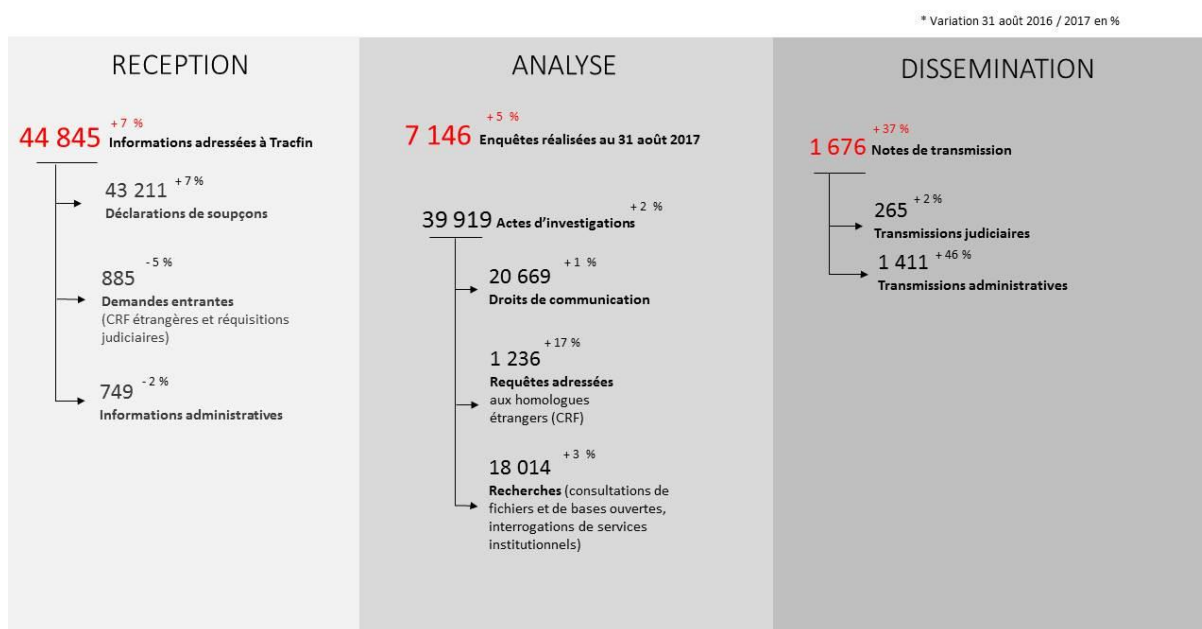 * Variation 31 août 2016 / 2017 en %
RECEPTION
+ 7 %
44 845 Informations adressées à Tracfin
43 211 + 7 %
Déclarations de soupçons
- 5 %
885
Demandes entrantes
(CRF étrangères et réquisitions
judiciaires)
749 - 2 %
Informations administratives
ANALYSE
+ 5 %
7 146 Enquêtes réalisées au 31 août 2017
+ 2 %
39 919 Actes d’investigations
+ 1 %
20 669
Droits de communication
+ 17 %
1 236
Requêtes adressées
aux homologues
étrangers (CRF)
+ 3 %
18 014
Recherches (consultations de
fichiers et de bases ouvertes,
interrogations de services
institutionnels)
DISSEMINATION
+ 37 %
1 676 Notes de transmission
265 + 2 %
Transmissions judiciaires
1 411 + 46 %
Transmissions administratives